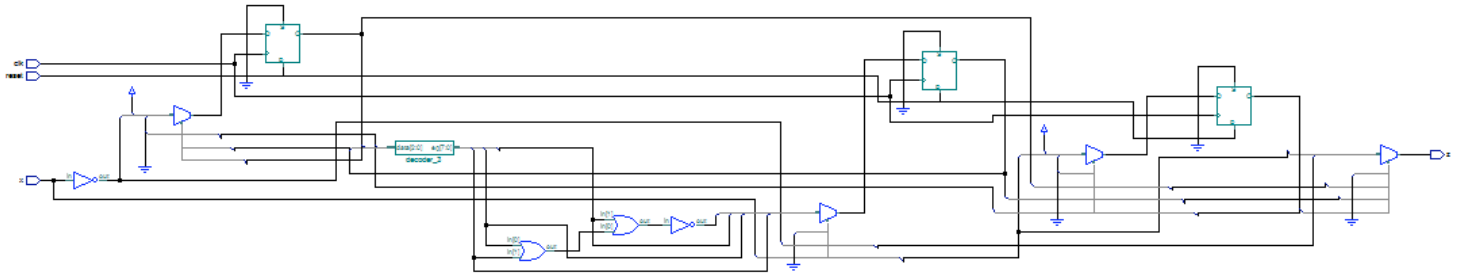 clk
reset
x
in
out
data[2:0]
eq[7:0]
decoder_2
in[1]
in[0]
out
in
out
in[0]
in[1]
out
z